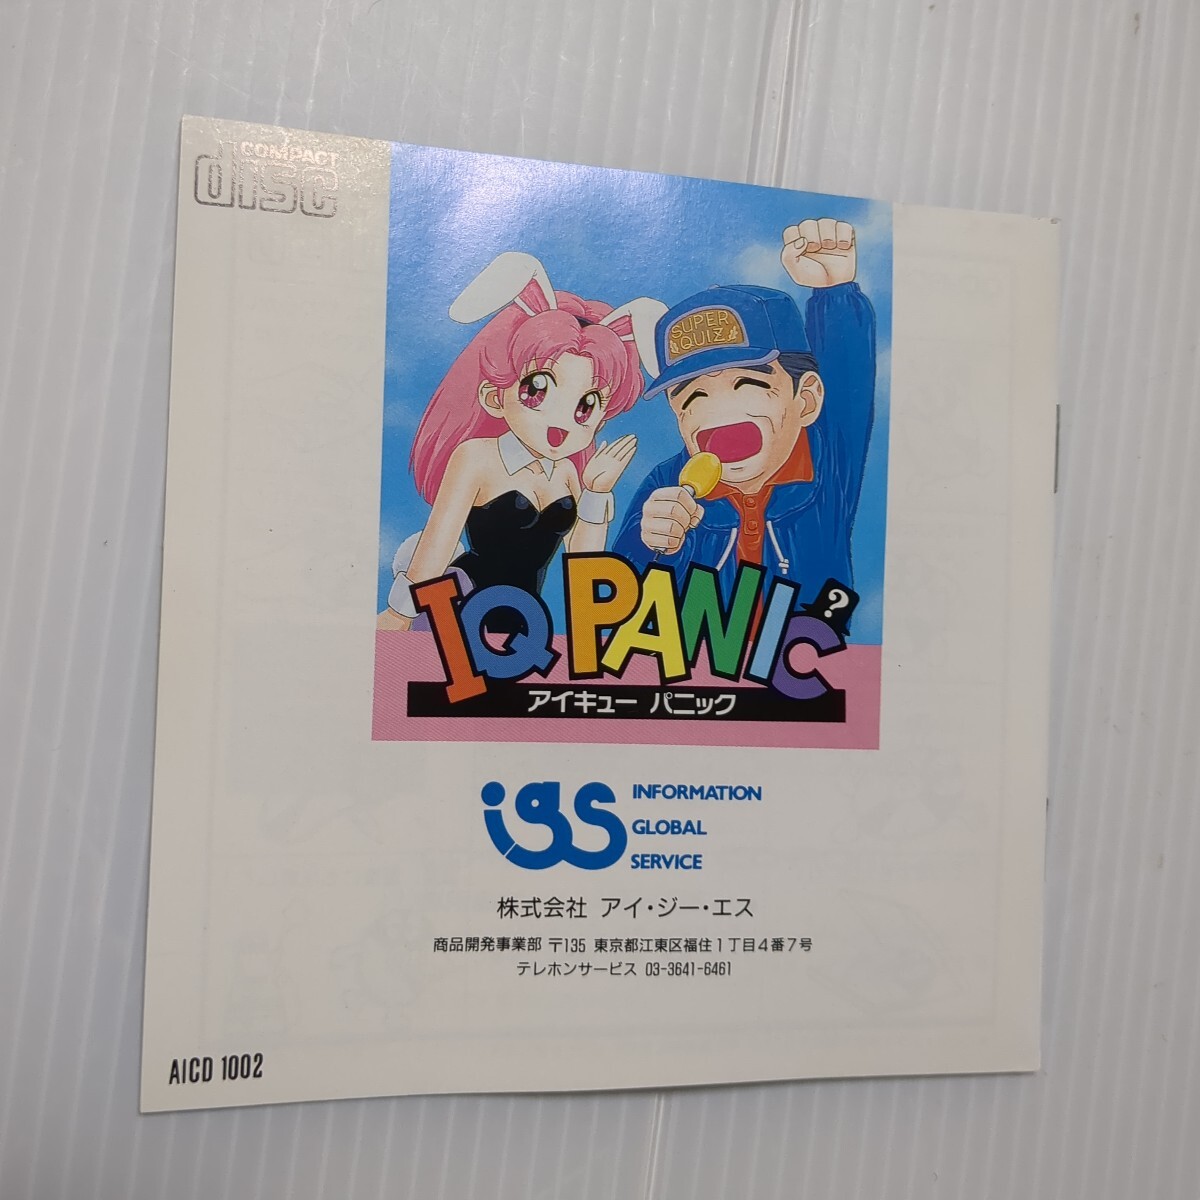 COMPACT
disc
SUPER
QUIZ
IQ PANIC?
アイキュー パニック
igs INFORMATION
GLOBAL
SERVICE
株式会社 アイ・ジー・エス
商品開発事業部 〒135 東京都江東区福住1丁目4番7号
テレホンサービス 03-3641-6461
AICD 1002